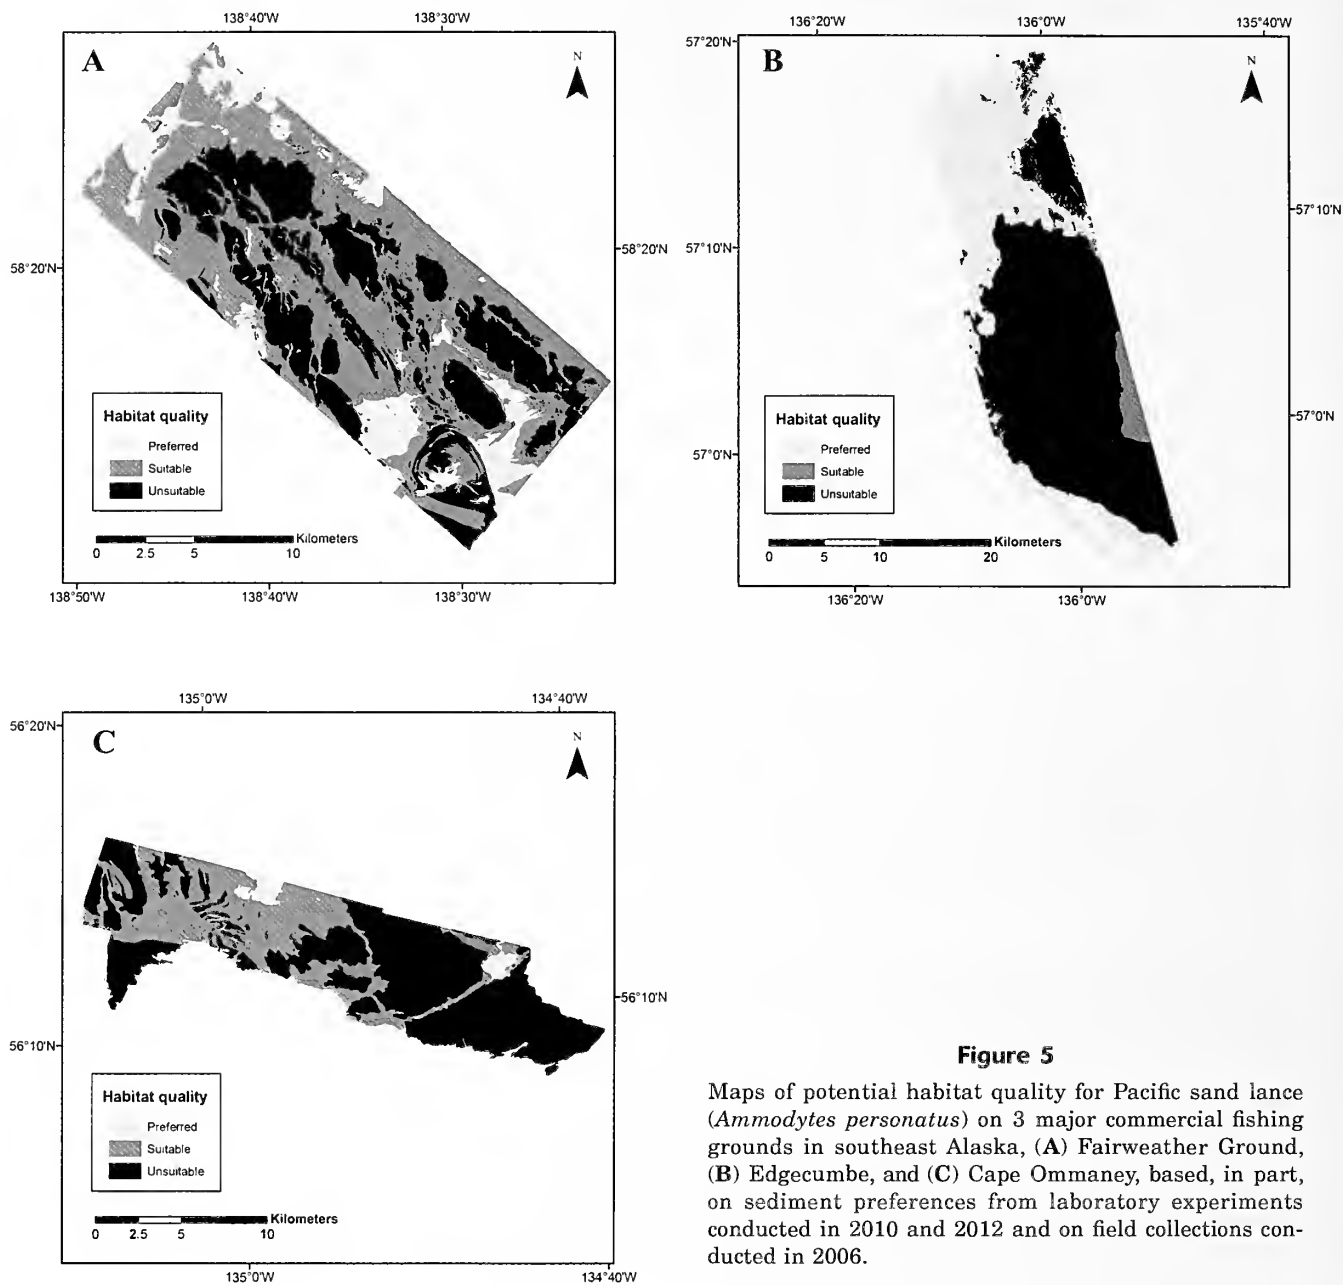 138°40'W
138°30'W
A
N
58°20'N
58°20'N
Habitat quality
Preferred
Suitable
Unsuitable
Kilometers
0 2.5 5 10
138°50'W
138°40'W
138°30'W
136°20'W
136°0'W
135°40'W
57°20'N
B
N
57°10'N
57°10'N
57°0'N
57°0'N
Habitat quality
Preferred
Suitable
Unsuitable
Kilometers
0 5 10 20
136°20'W
136°0'W
135°0'W
134°40'W
56°20'N
C
N
56°10'N
56°10'N
Habitat quality
Preferred
Suitable
Unsuitable
Kilometers
0 2.5 5 10
135°0'W
134°40'W
Figure 5
Maps of potential habitat quality for Pacific sand lance
(Ammodytes personatus) on 3 major commercial fishing
grounds in southeast Alaska, (A) Fairweather Ground,
(B) Edgecumbe, and (C) Cape Ommaney, based, in part,
on sediment preferences from laboratory experiments
conducted in 2010 and 2012 and on field collections con-
ducted in 2006.